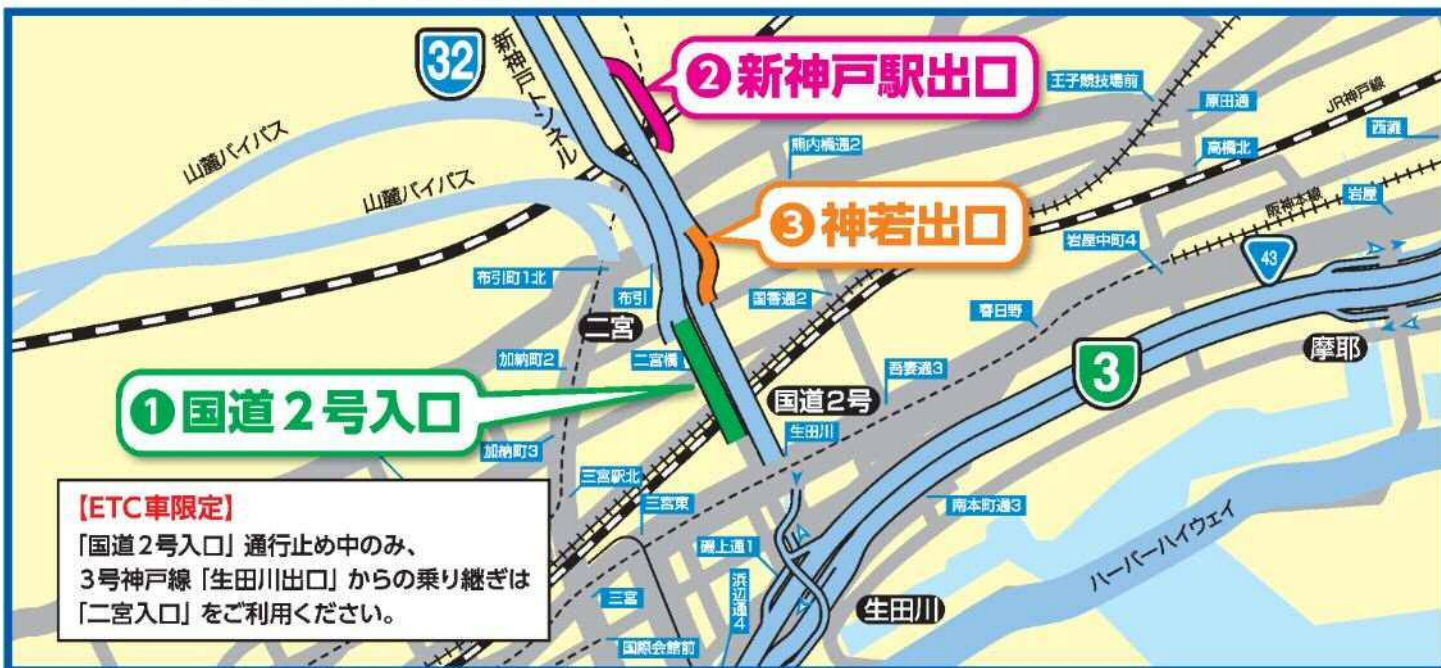 32
新神戸トンネル
❷新神戸駅出口
王子競技場前
原田通
JR神戸線
西灘
高橋北
熊内橋通2
山麓バイパス
山麓バイパス
❸神若出口
阪神本線
岩屋
岩屋中町4
43
布引町1北
布引
国香通2
春日野
二宮
加納町2
二宮橋
吾妻通3
3
摩耶
❶国道2号入口
国道2号
生田川
加納町3
三宮駅北
三宮東
南本町通3
磯上通1
浜辺通4
ハーバーハイウェイ
生田川
三宮
国際会館前
【ETC車限定】
「国道2号入口」通行止め中のみ、
3号神戸線「生田川出口」からの乗り継ぎは
「二宮入口」をご利用ください。